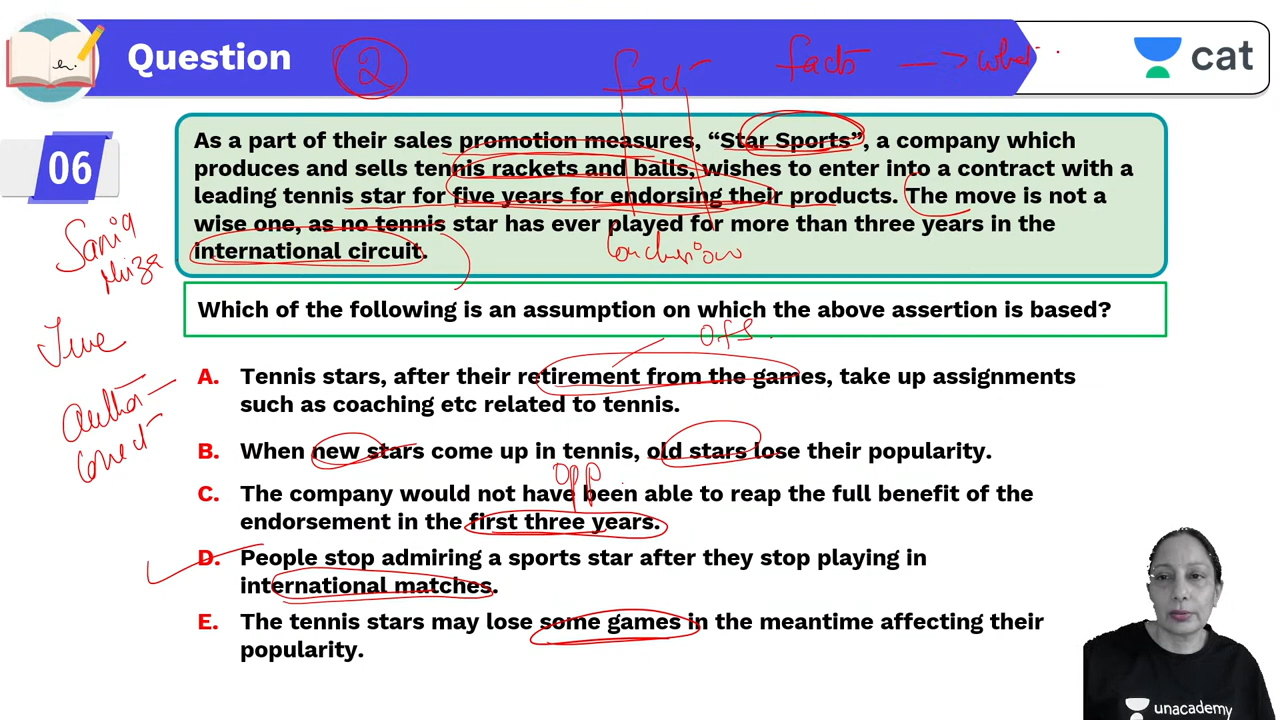 Question
2
fact
facts → what
cat
06
As a part of their sales promotion measures, “Star Sports”, a company which
produces and sells tennis rackets and balls, wishes to enter into a contract with a
leading tennis star for five years for endorsing their products. The move is not a
wise one, as no tennis star has ever played for more than three years in the
international circuit.
conclusion
Sania
Mirza
Which of the following is an assumption on which the above assertion is based?
True
OFS.
A. Tennis stars, after their retirement from the games, take up assignments
such as coaching etc related to tennis.
author
correct
B. When new stars come up in tennis, old stars lose their popularity.
opp
C. The company would not have been able to reap the full benefit of the
endorsement in the first three years.
D. People stop admiring a sports star after they stop playing in
international matches.
E. The tennis stars may lose some games in the meantime affecting their
popularity.
unacademy